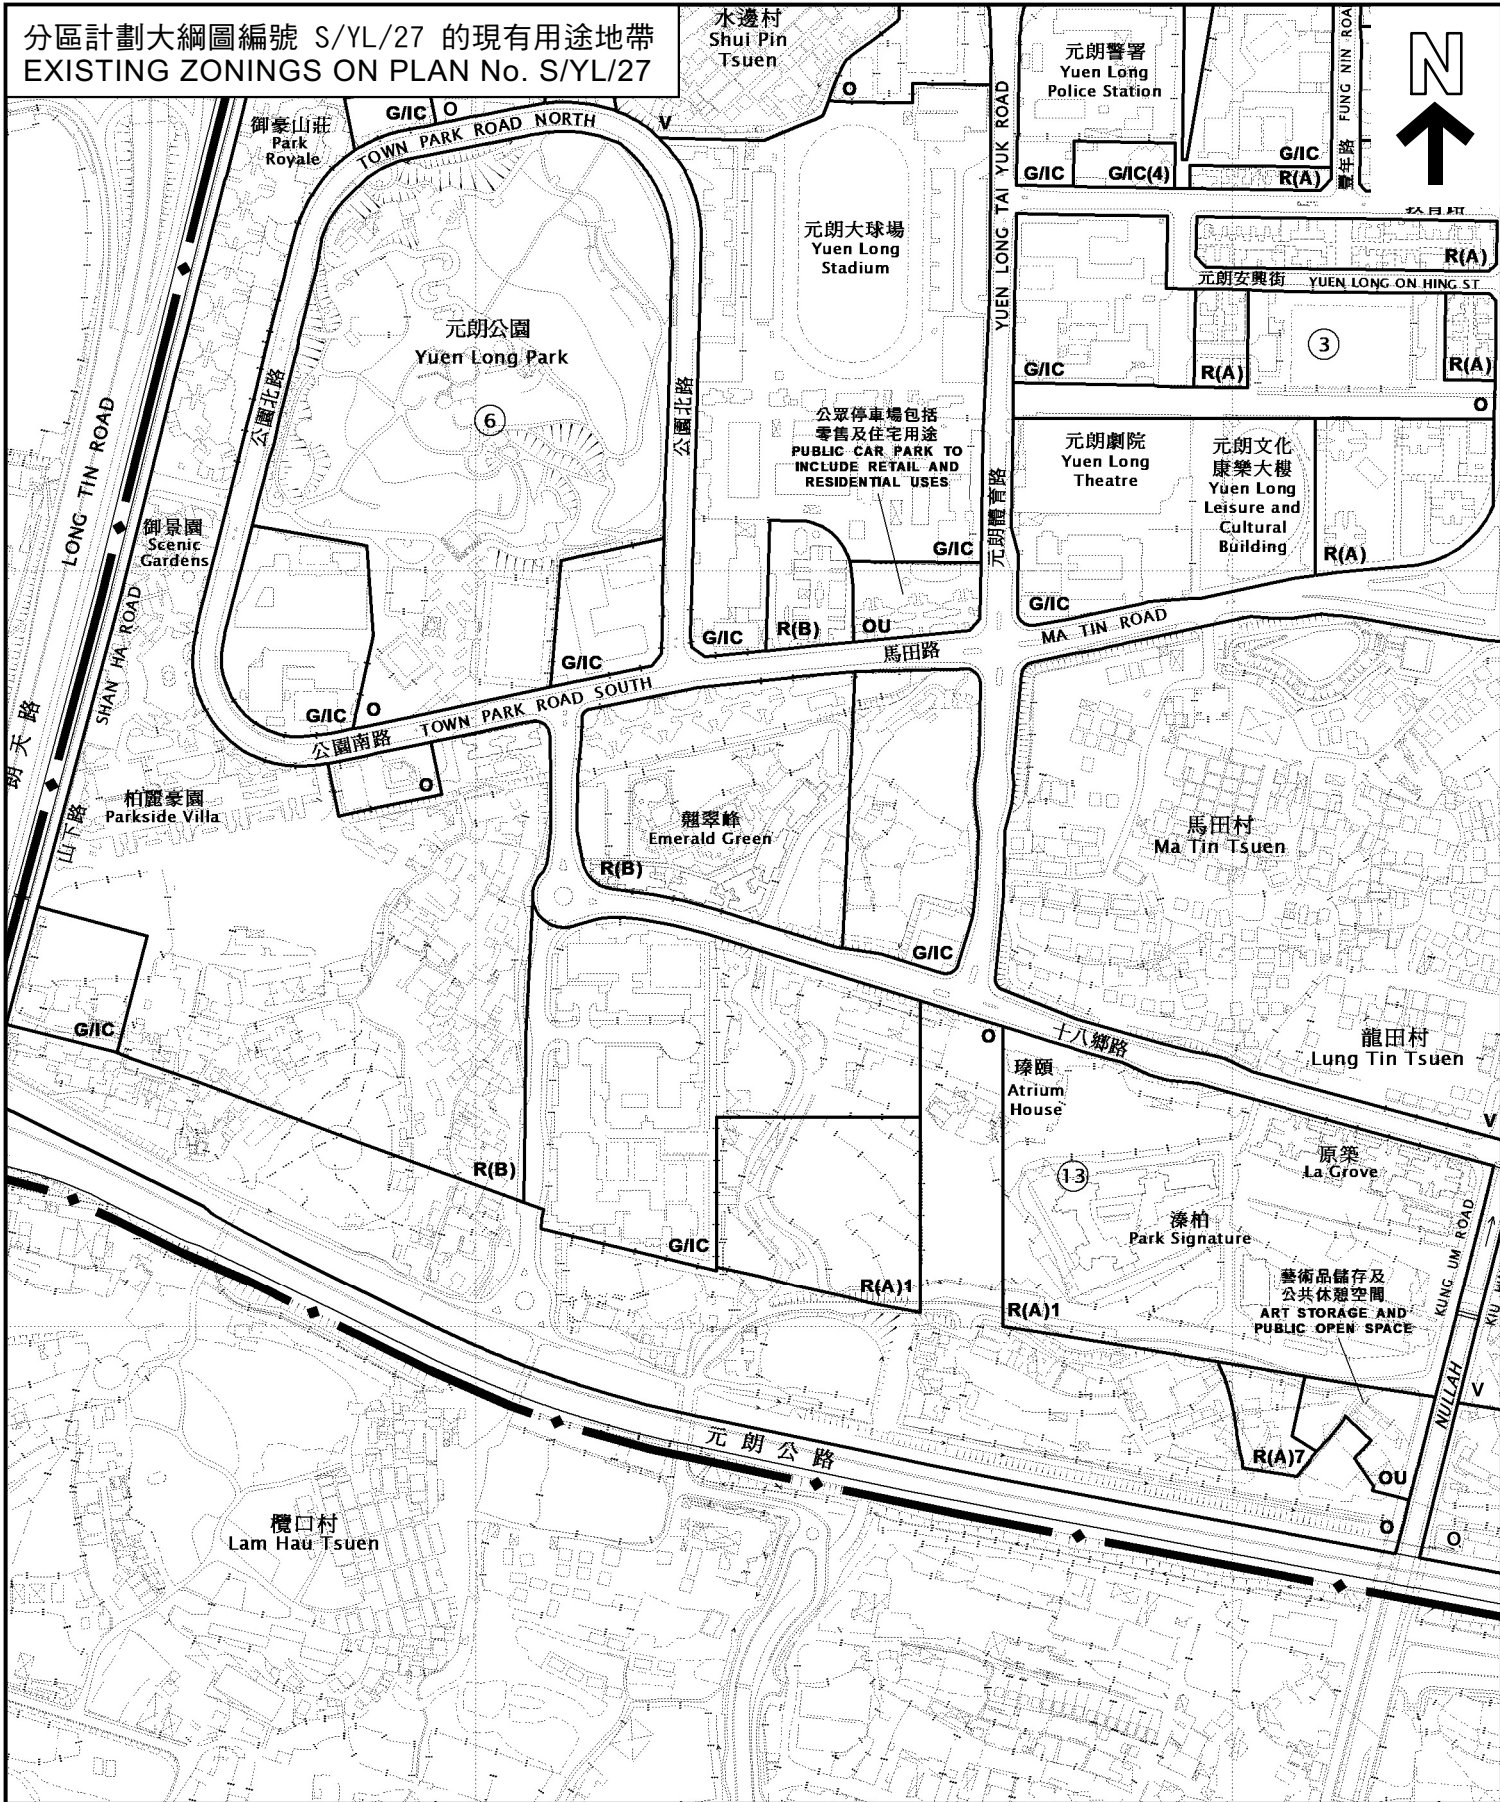 分區計劃大綱圖編號 S/YL/27 的現有用途地帶
EXISTING ZONINGS ON PLAN No. S/YL/27
水邊村
Shui Pin
Tsuen
元朗警署
Yuen Long
Police Station
FUNG NIN ROA
豐年路
N
御豪山莊
Park
Royale
G/IC
O
TOWN PARK ROAD NORTH
V
O
YUEN LONG TAI YUK ROAD
元朗體育路
G/IC
G/IC(4)
G/IC
R(A)
元朗大球場
Yuen Long
Stadium
R(A)
元朗安興街
YUEN LONG ON HING ST
元朗公園
Yuen Long Park
6
公園北路
公園北路
G/IC
R(A)
3
R(A)
O
LONG TIN ROAD
朗天路
公眾停車場包括
零售及住宅用途
PUBLIC CAR PARK TO
INCLUDE RETAIL AND
RESIDENTIAL USES
元朗劇院
Yuen Long
Theatre
元朗文化
康樂大樓
Yuen Long
Leisure and
Cultural
Building
R(A)
御景園
Scenic
Gardens
SHAN HA ROAD
山下路
G/IC
G/IC
R(B)
OU
G/IC
G/IC
MA TIN ROAD
馬田路
G/IC
O
公園南路
TOWN PARK ROAD SOUTH
O
柏麗豪園
Parkside Villa
翹翠峰
Emerald Green
R(B)
馬田村
Ma Tin Tsuen
G/IC
G/IC
O
十八鄉路
龍田村
Lung Tin Tsuen
臻頤
Atrium
House
V
R(B)
13
原築
La Grove
溱柏
Park Signature
G/IC
R(A)1
R(A)1
藝術品儲存及
公共休憩空間
ART STORAGE AND
PUBLIC OPEN SPACE
KUNG UM ROAD
KIU H
NULLAH
V
元朗公路
R(A)7
OU
O
O
欖口村
Lam Hau Tsuen